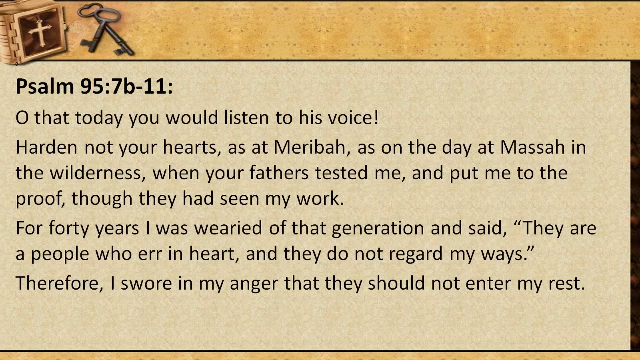 Psalm 95:7b-11:
O that today you would listen to his voice!
Harden not your hearts, as at Meribah, as on the day at Massah in
the wilderness, when your fathers tested me, and put me to the
proof, though they had seen my work.
For forty years I was wearied of that generation and said, “They are
a people who err in heart, and they do not regard my ways.”
Therefore, I swore in my anger that they should not enter my rest.